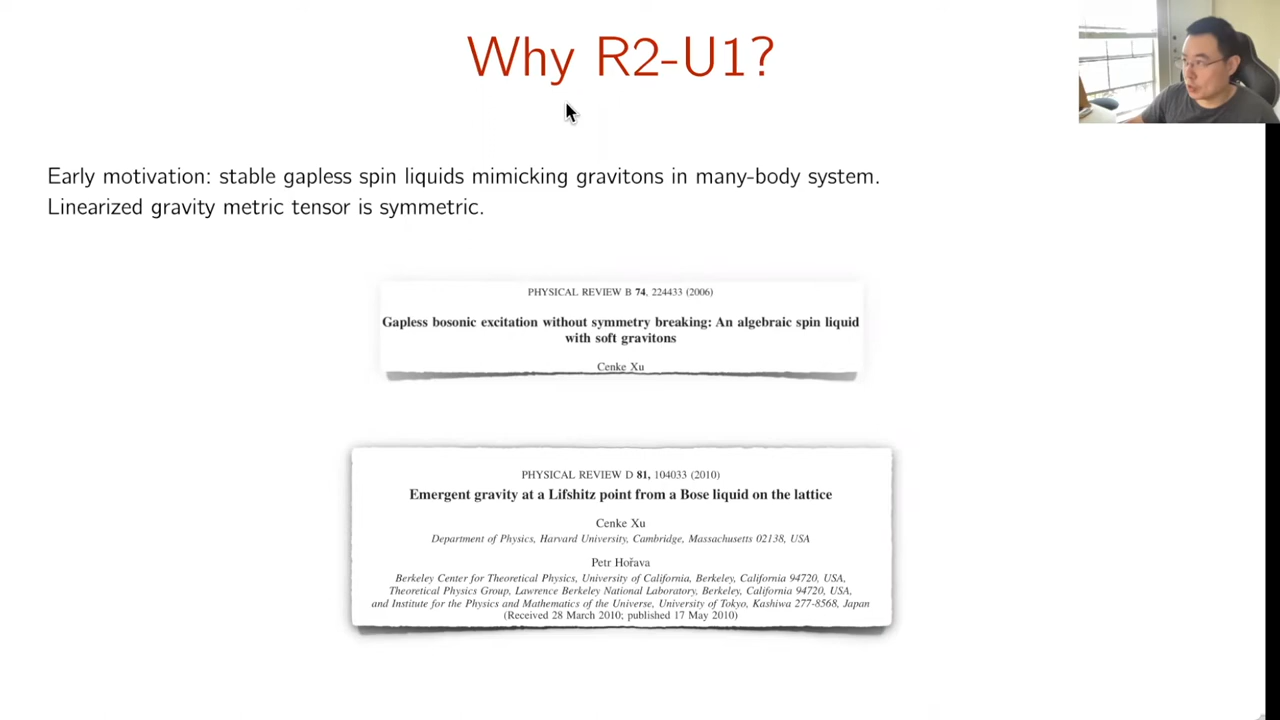 Why R2-U1?
Early motivation: stable gapless spin liquids mimicking gravitons in many-body system.
Linearized gravity metric tensor is symmetric.
PHYSICAL REVIEW B 74, 224433 (2006)
Gapless bosonic excitation without symmetry breaking: An algebraic spin liquid
with soft gravitons
Cenke Xu
PHYSICAL REVIEW D 81, 104033 (2010)
Emergent gravity at a Lifshitz point from a Bose liquid on the lattice
Cenke Xu
Department of Physics, Harvard University, Cambridge, Massachusetts 02138, USA
Petr Hořava
Berkeley Center for Theoretical Physics, University of California, Berkeley, California 94720, USA,
Theoretical Physics Group, Lawrence Berkeley National Laboratory, Berkeley, California 94720, USA,
and Institute for the Physics and Mathematics of the Universe, University of Tokyo, Kashiwa 277-8568, Japan
(Received 28 March 2010; published 17 May 2010)